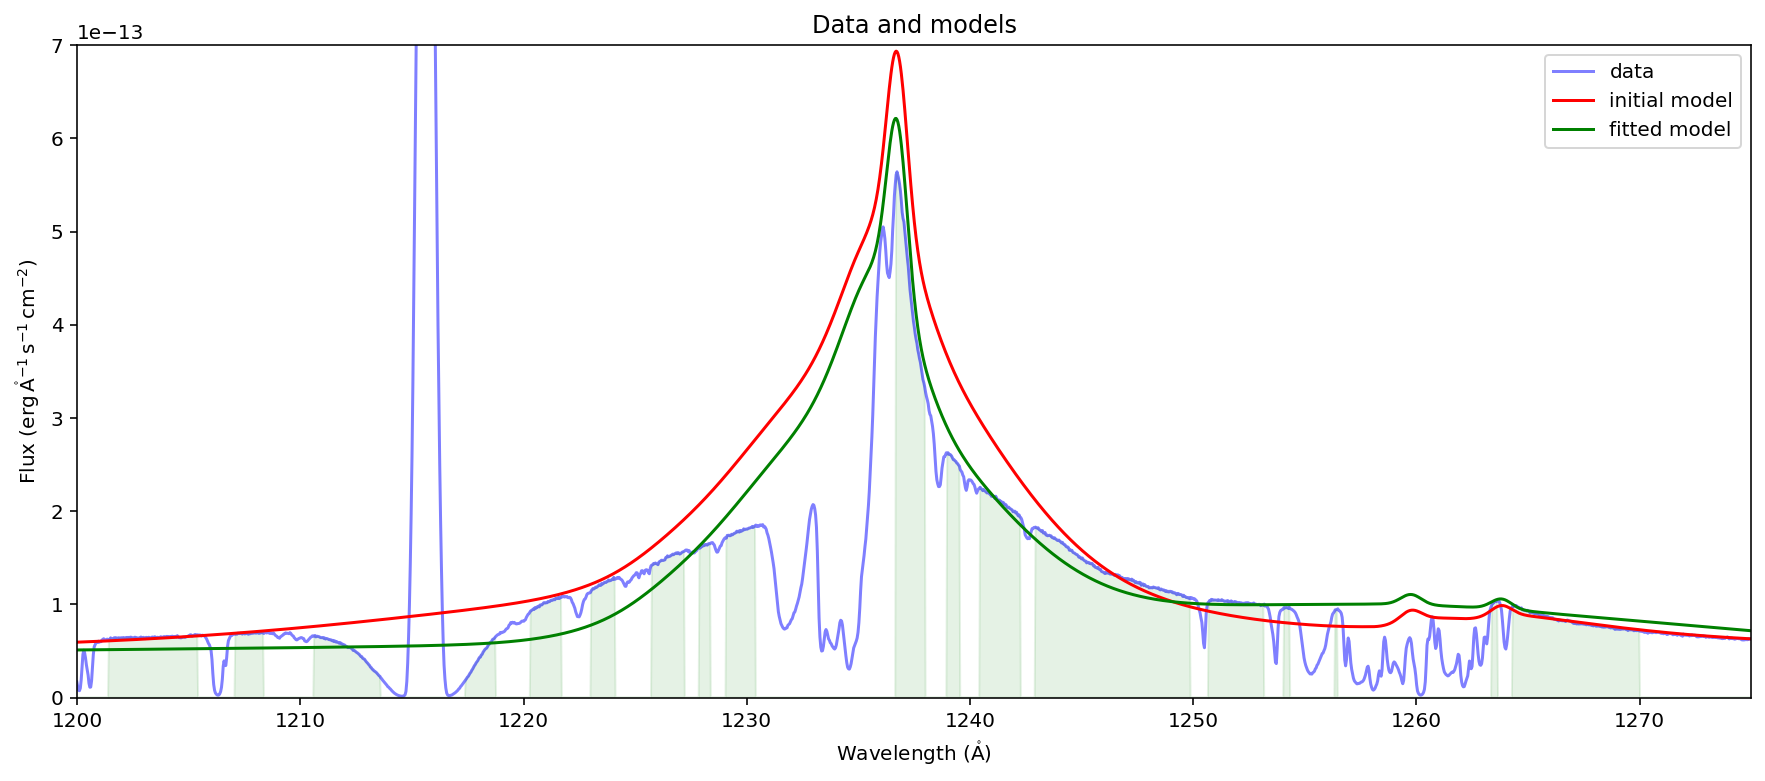 Data and models
1e−13
7
6
5
4
3
2
1
0
Flux (erg Å⁻¹ s⁻¹ cm⁻²)
data
initial model
fitted model
1200 1210 1220 1230 1240 1250 1260 1270
Wavelength (Å)